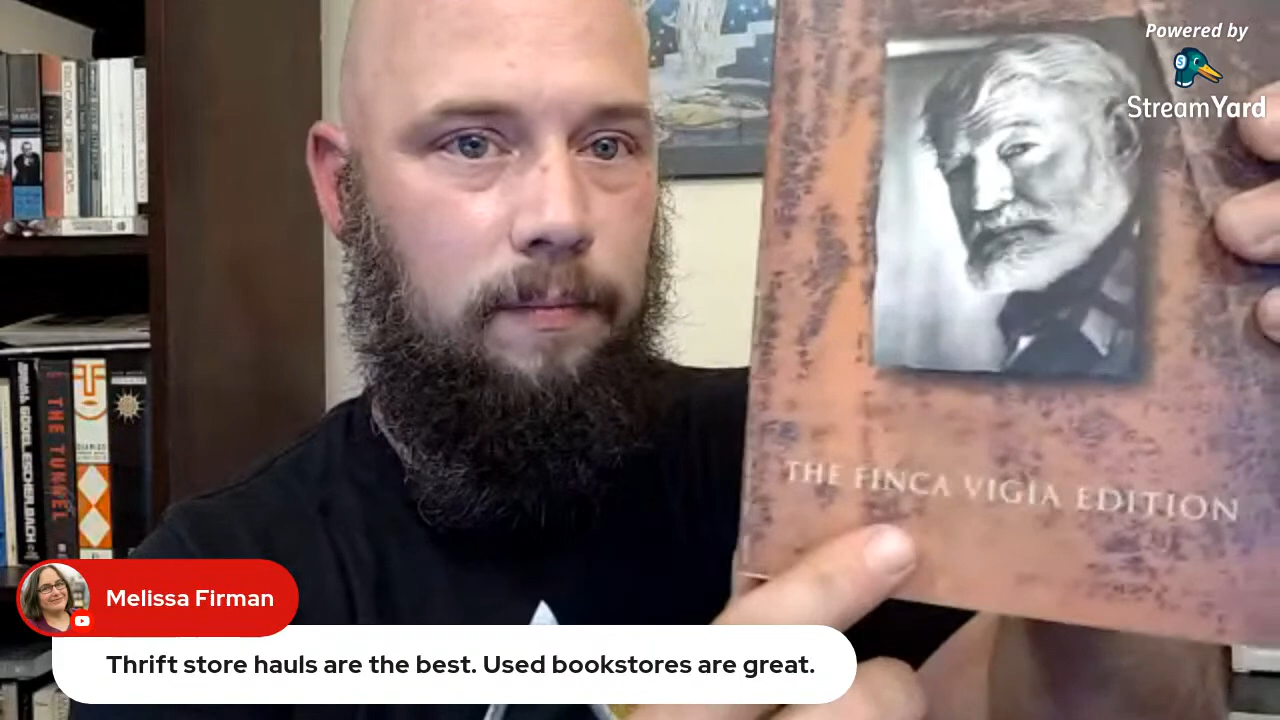 Powered by
StreamYard
THE FINCA VIGIA EDITION
THE TUNNEL
Melissa Firman
Thrift store hauls are the best. Used bookstores are great.